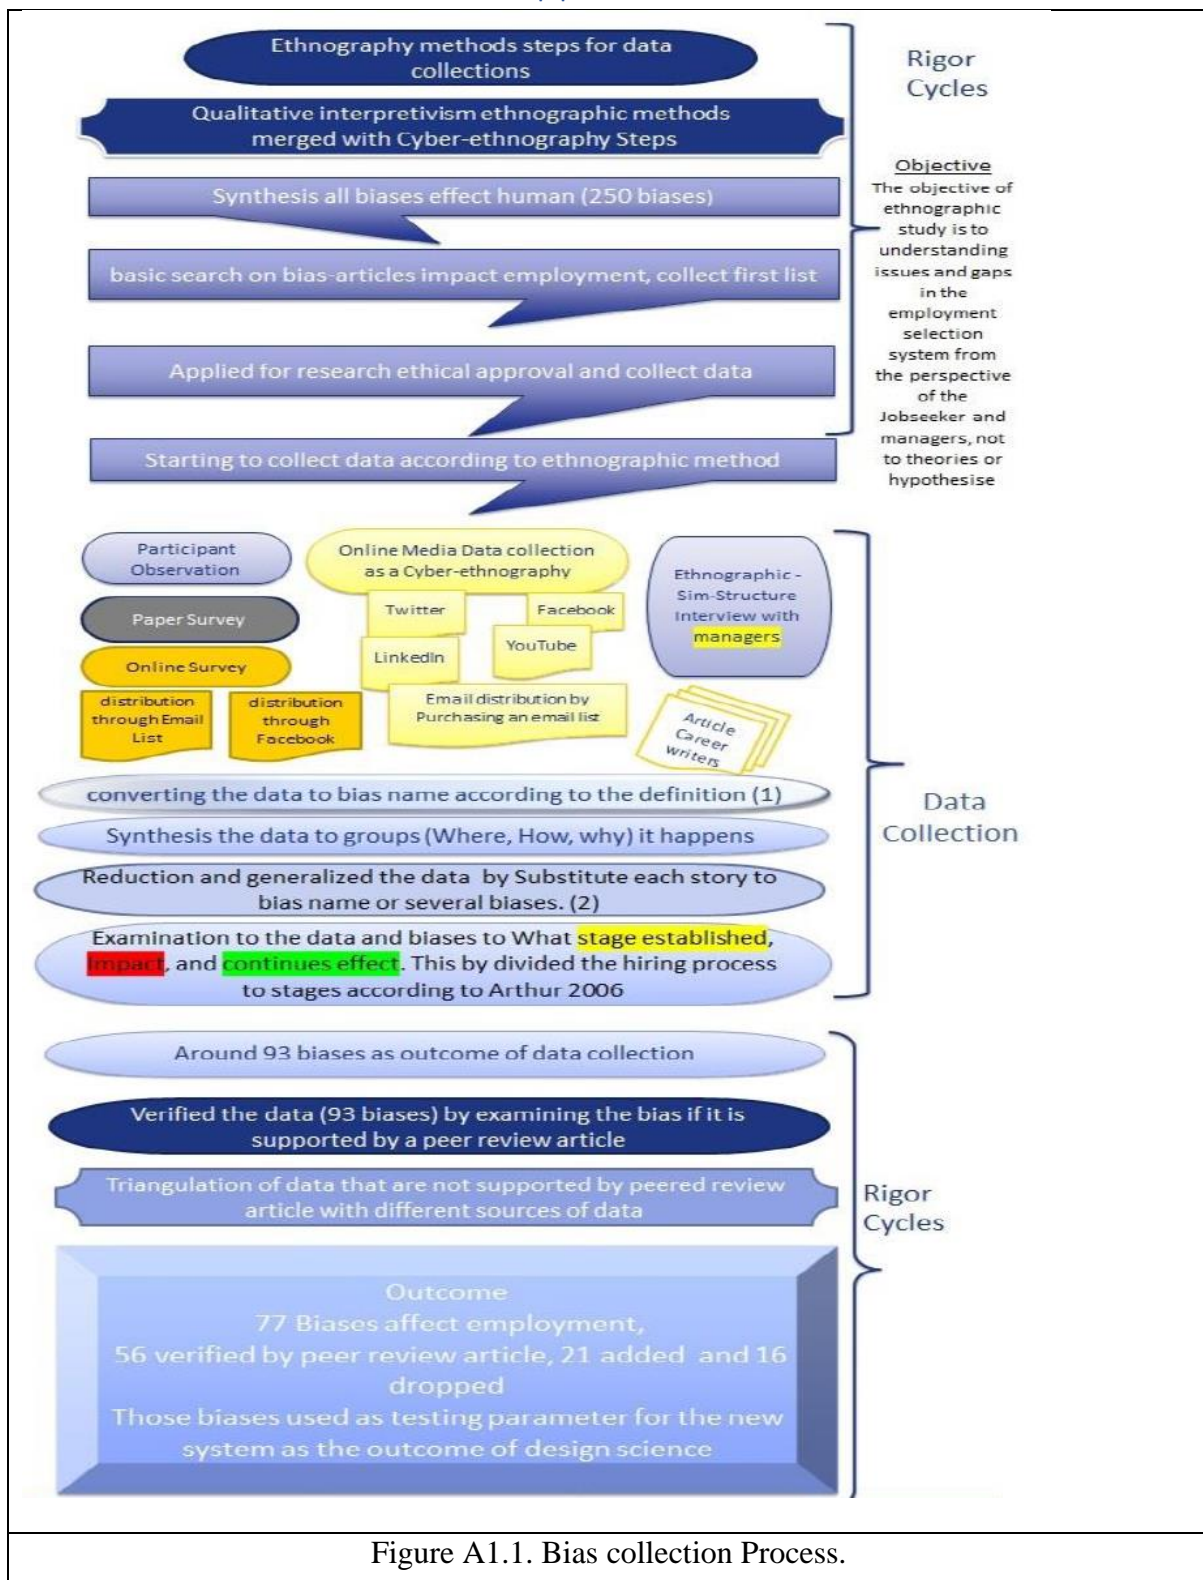 Ethnography methods steps for data
collections
Qualitative interpretivism ethnographic methods
merged with Cyber-ethnography Steps
Synthesis all biases effect human (250 biases)
basic search on bias-articles impact employment, collect first list
Applied for research ethical approval and collect data
Starting to collect data according to ethnographic method
Rigor
Cycles
Objective
The objective of
ethnographic
study is to
understanding
issues and gaps
in the
employment
selection
system from
the perspective
of the
Jobseeker and
managers, not
to theories or
hypothesise
Participant
Observation
Paper Survey
Online Survey
distribution
through Email
List
distribution
through
Facebook
Online Media Data collection
as a Cyber-ethnography
Twitter
Facebook
LinkedIn
YouTube
Email distribution by
Purchasing an email list
Ethnographic -
Sim-Structure
Interview with
managers
Article
Career
writers
converting the data to bias name according to the definition (1)
Synthesis the data to groups (Where, How, why) it happens
Reduction and generalized the data by Substitute each story to
bias name or several biases. (2)
Examination to the data and biases to What stage established,
Impact, and continues effect. This by divided the hiring process
to stages according to Arthur 2006
Data
Collection
Around 93 biases as outcome of data collection
Verified the data (93 biases) by examining the bias if it is
supported by a peer review article
Triangulation of data that are not supported by peered review
article with different sources of data
Outcome
77 Biases affect employment,
56 verified by peer review article, 21 added and 16
dropped
Those biases used as testing parameter for the new
system as the outcome of design science
Rigor
Cycles
Figure A1.1. Bias collection Process.